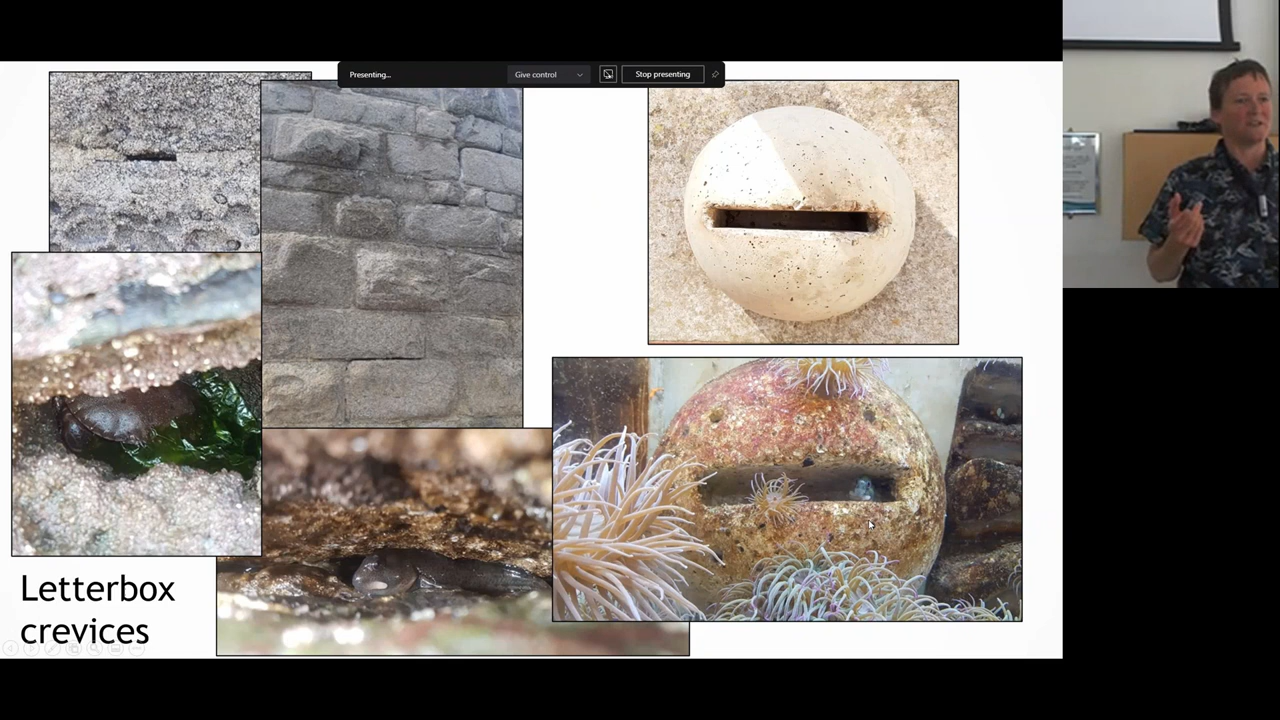 Presenting...
Give control
Stop presenting
Letterbox
crevices